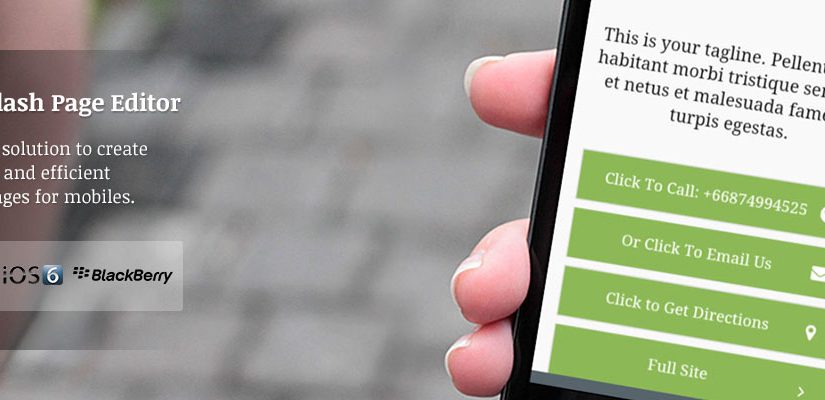 lash Page Editor
solution to create
and efficient
ges for mobiles.
iOS 6 BlackBerry
This is your tagline. Pellent
habitant morbi tristique sen
et netus et malesuada fame
turpis egestas.
Click To Call: +66874994525
Or Click To Email Us
Click to Get Directions
Full Site